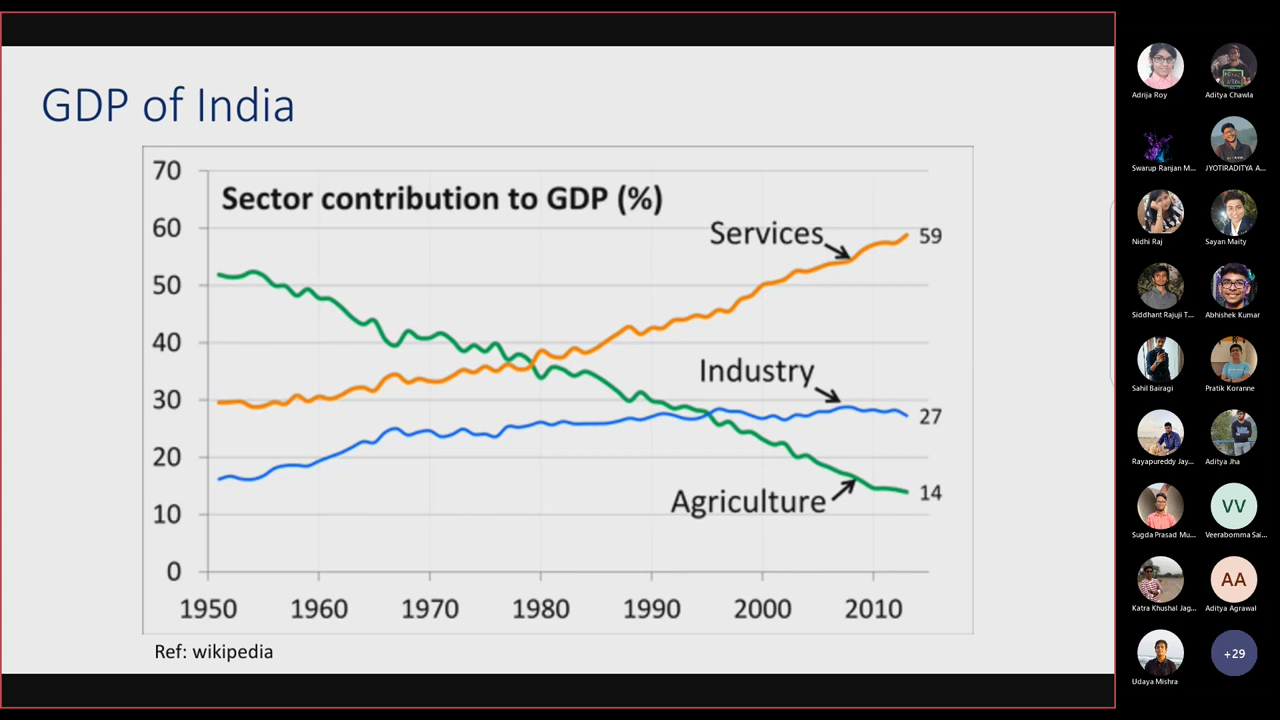 GDP of India
70
Sector contribution to GDP (%)
60
Services
59
50
40
Industry
30
27
20
Agriculture
14
10
0
1950 1960 1970 1980 1990 2000 2010
Ref: wikipedia
Adrija Roy
Aditya Chawla
Swarup Ranjan M...
JYOTIRADITYA A...
Nidhi Raj
Sayan Maity
Siddhant Rajuji T...
Abhishek Kumar
Sahil Bairagi
Pratik Koranne
Rayapureddy Jay...
Aditya Jha
VV
Sugda Prasad Mu...
Veerabomma Sai...
AA
Katra Khushal Jag...
Aditya Agrawal
+29
Udaya Mishra